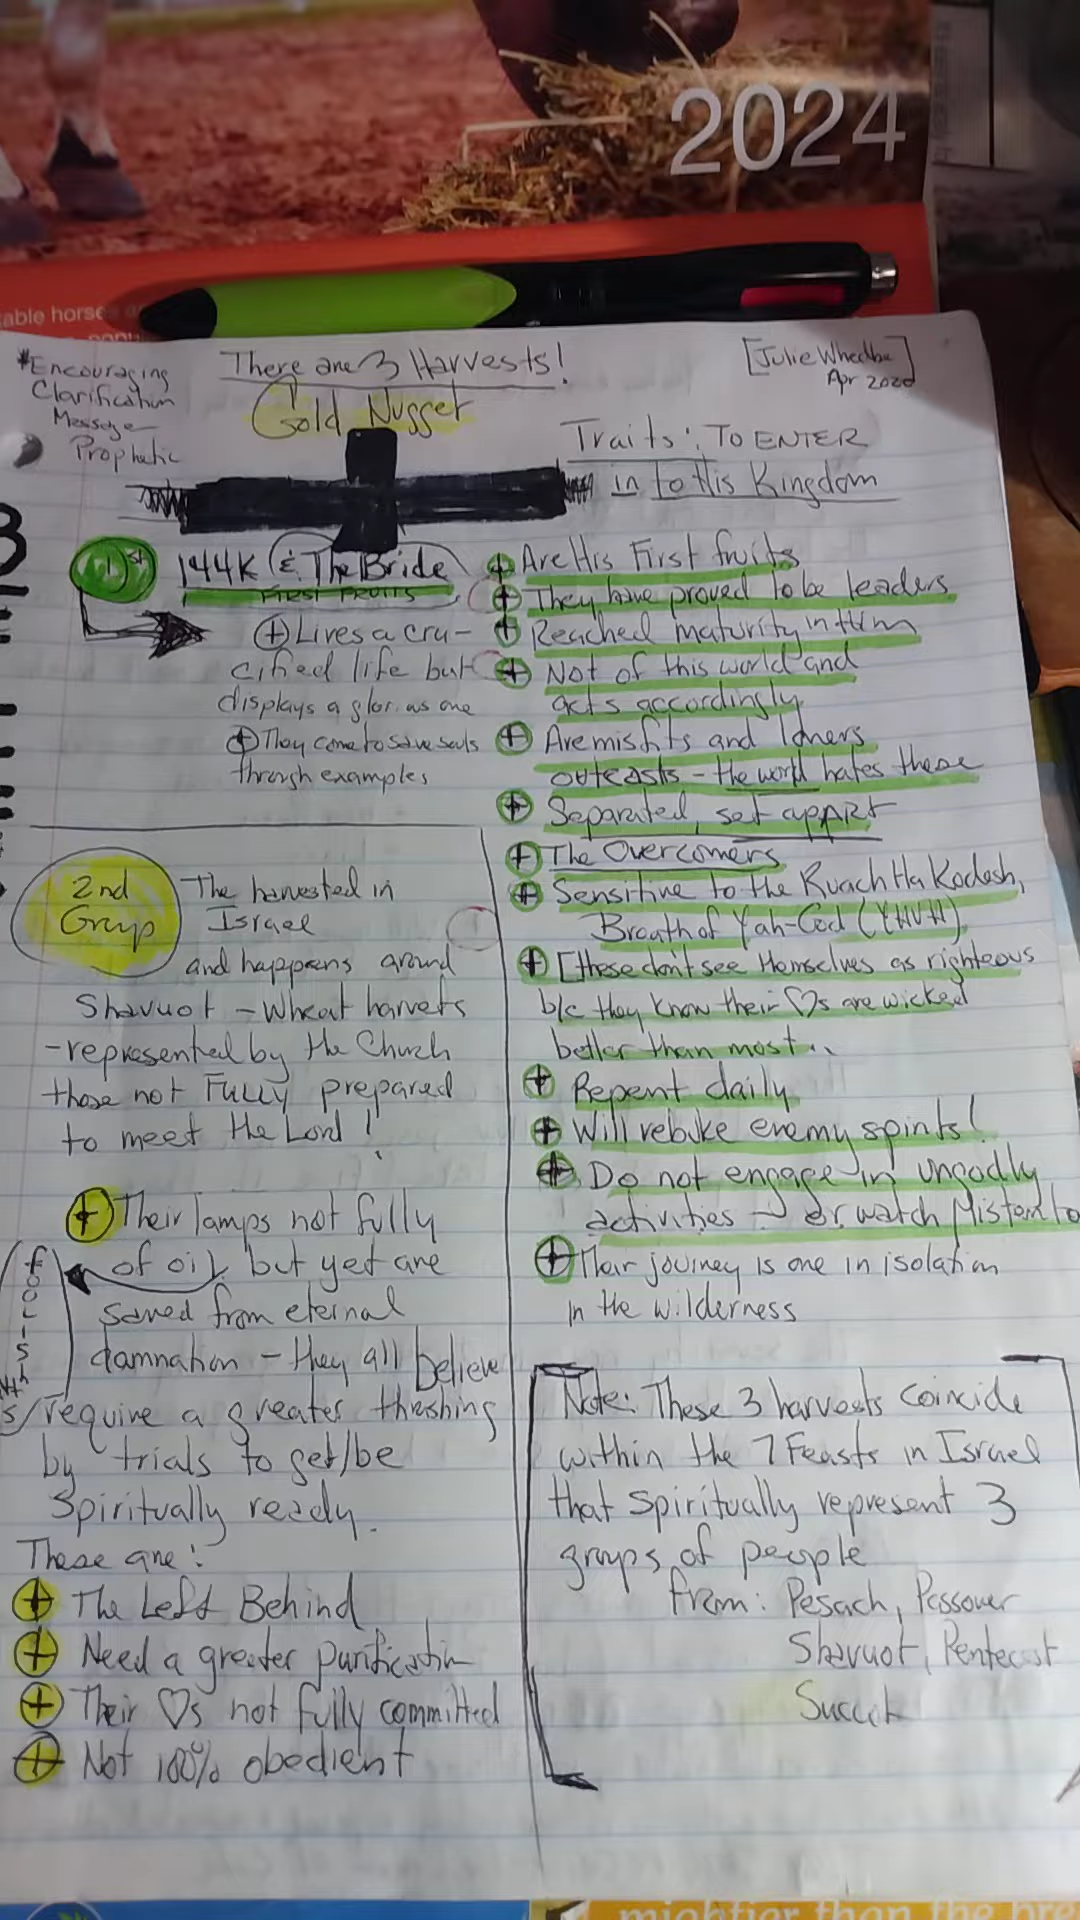 2024
able horses
There are 3 Harvests!
[Julie Whedbe]
Apr 2020
*Encouraging
Clarification
Message
Prophetic
Gold Nugget
Traits: TO ENTER
in to His Kingdom
1st
144K & The Bride
FIRST FRUITS
+ Lives a cru-
cified life but
displays a glor. as one
+ They come to save souls
through examples
+ Are His First fruits
+ They have proved to be leaders
+ Reached maturity in Him
+ Not of this world and
acts accordingly
+ Are misfits and loners
outcasts - the world hates these
+ Separated, set appart
+ The Overcomers
+ Sensitive to the Ruach Ha Kodesh,
Breath of Yah-God (YHVH)
+ [these don't see themselves as righteous
b/c they know their ♡s are wicked
better than most..
+ Repent daily
+ Will rebuke enemy spirits!
+ Do not engage in ungodly
activities - or watch/listen to
+ Their journey is one in isolation
in the wilderness
2nd
Group
The harvested in
Israel
and happens around
Shavuot - Wheat harvets
-represented by the Church
those not Fully prepared
to meet the Lord!
+ Their lamps not fully
of oil, but yet are
saved from eternal
damnation - they all believe
foolish
s/require a greater threshing
by trials to get/be
Spiritually ready.
These are:
+ The Left Behind
+ Need a greater purification
+ Their ♡s not fully committed
+ Not 100% obedient
Note: These 3 harvests Coincide
within the 7 Feasts in Israel
that spiritually represent 3
groups of people
from: Pesach, Passover
Shavuot, Pentecost
Succot
mightier than the bre